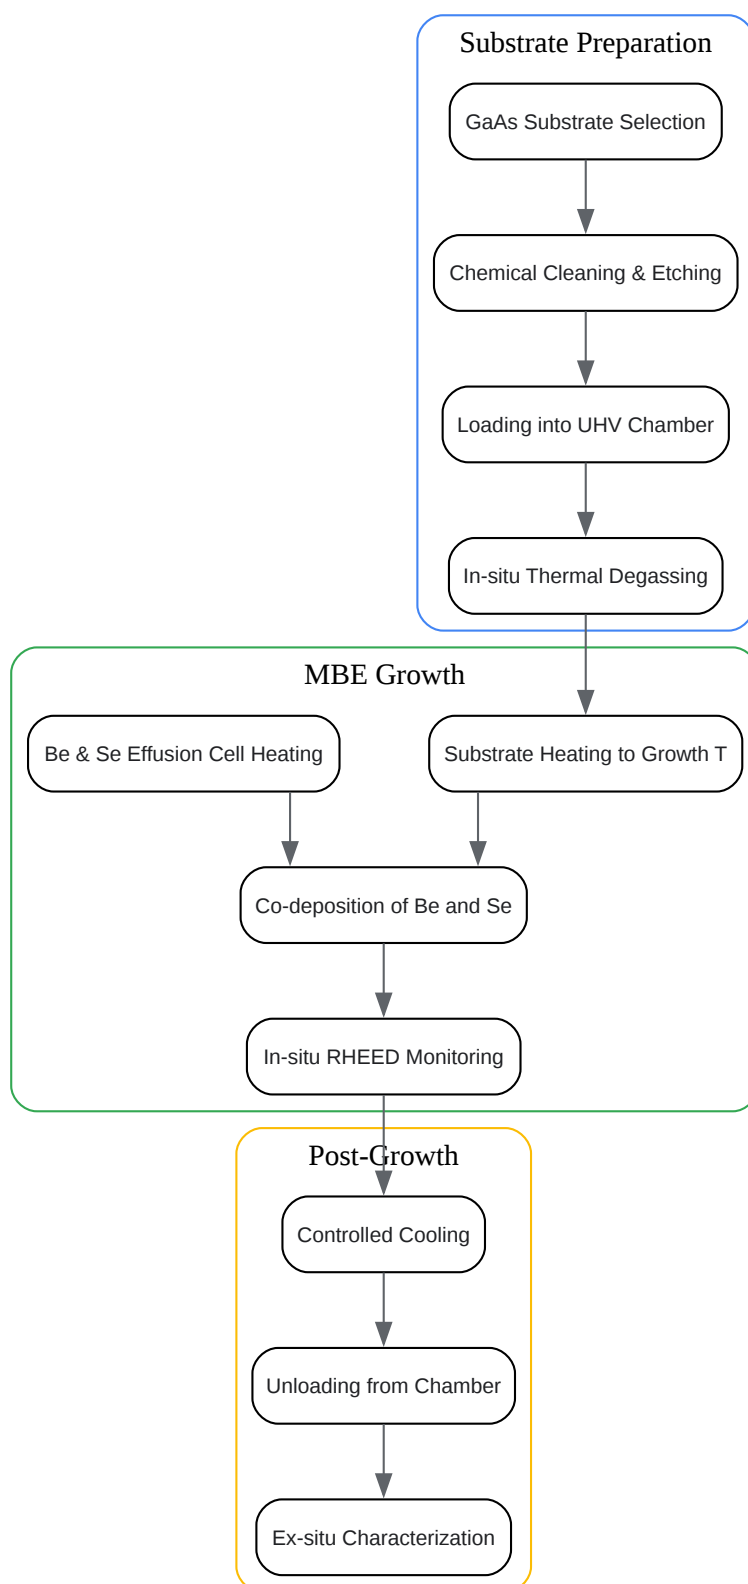 Substrate Preparation
GaAs Substrate Selection
Chemical Cleaning & Etching
Loading into UHV Chamber
In-situ Thermal Degassing
MBE Growth
Be & Se Effusion Cell Heating
Substrate Heating to Growth T
Co-deposition of Be and Se
In-situ RHEED Monitoring
Post-Growth
Controlled Cooling
Unloading from Chamber
Ex-situ Characterization